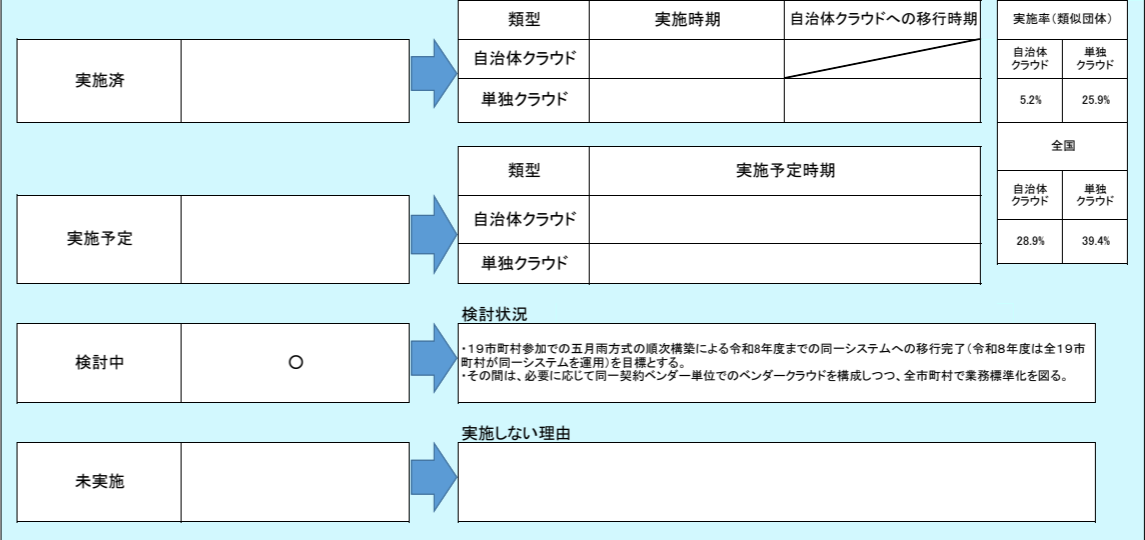 類型 実施時期 自治体クラウドへの移行時期
実施済
自治体クラウド
単独クラウド
実施率（類似団体）
自治体クラウド 単独クラウド
5.2% 25.9%
全国
自治体クラウド 単独クラウド
28.9% 39.4%
類型 実施予定時期
実施予定
自治体クラウド
単独クラウド
検討状況
検討中 ○
・１９市町村参加での五月雨方式の順次構築による令和8年度までの同一システムへの移行完了（令和８年度は全１９市
町村が同一システムを運用）を目標とする。
・その間は、必要に応じて同一契約ベンダー単位でのベンダークラウドを構成しつつ、全市町村で業務標準化を図る。
実施しない理由
未実施